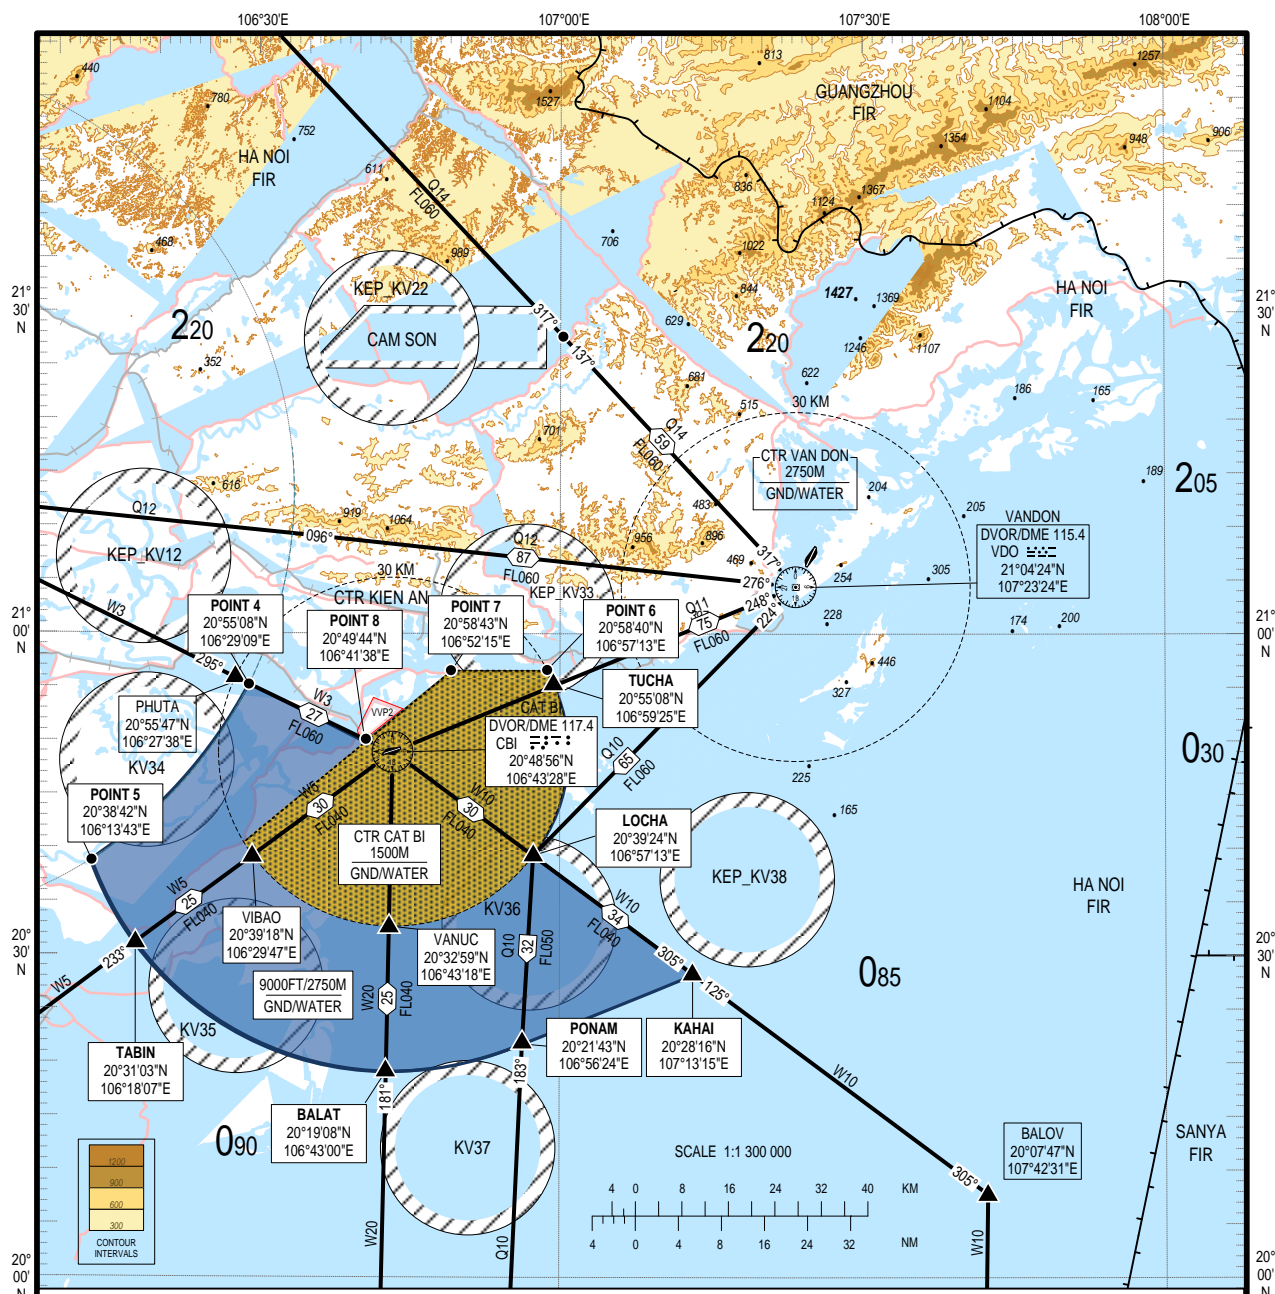 106°30'E
107°00'E
107°30'E
108°00'E
440
780
752
HA NOI
FIR
611
468
989
Q14
FL060
1527
813
GUANGZHOU
FIR
1257
1104
1354
948
906
836
1367
1124
706
1022
844
1427
1369
629
1246
1107
HA NOI
FIR
21°
30'
N
21°
30'
N
KEP_KV22
CAM SON
317°
137°
220
220
352
622
30 KM
186
165
681
515
701
Q14
59
FL060
CTR VAN DON
2750M
GND/WATER
204
189
205
205
616
919
1064
483
956
896
469
Q12
096°
Q12
87
FL060
KEP_KV12
KEP_KV33
317°
276°
248°
224°
254
305
VANDON
DVOR/DME 115.4
VDO
21°04'24"N
107°23'24"E
30 KM
CTR KIEN AN
W3
POINT 4
20°55'08"N
106°29'09"E
POINT 8
20°49'44"N
106°41'38"E
POINT 7
20°58'43"N
106°52'15"E
POINT 6
20°58'40"N
106°57'13"E
Q11
75
FL060
228
174
200
21°
00'
N
21°
00'
N
446
327
295°
W3
27
FL060
PHUTA
20°55'47"N
106°27'38"E
KV34
VVP2
TUCHA
20°55'08"N
106°59'25"E
CAT BI
DVOR/DME 117.4
CBI
20°48'56"N
106°43'28"E
Q10
65
FL060
225
165
030
POINT 5
20°38'42"N
106°13'43"E
W5
30
FL040
W10
30
FL040
CTR CAT BI
1500M
GND/WATER
LOCHA
20°39'24"N
106°57'13"E
KEP_KV38
HA NOI
FIR
W5
25
FL040
VIBAO
20°39'18"N
106°29'47"E
KV36
VANUC
20°32'59"N
106°43'18"E
Q10
32
FL050
W10
34
FL040
305°
125°
085
20°
30'
N
20°
30'
N
W5
233°
9000FT/2750M
GND/WATER
W20
25
FL040
KV35
TABIN
20°31'03"N
106°18'07"E
PONAM
20°21'43"N
106°56'24"E
KAHAI
20°28'16"N
107°13'15"E
181°
183°
W10
BALAT
20°19'08"N
106°43'00"E
090
KV37
SCALE 1:1 300 000
BALOV
20°07'47"N
107°42'31"E
SANYA
FIR
305°
4 0 8 16 24 32 40 KM
4 0 4 8 16 24 32 NM
1200
900
600
300
CONTOUR
INTERVALS
W20
Q10
W10
20°
00'
N
20°
00'
N